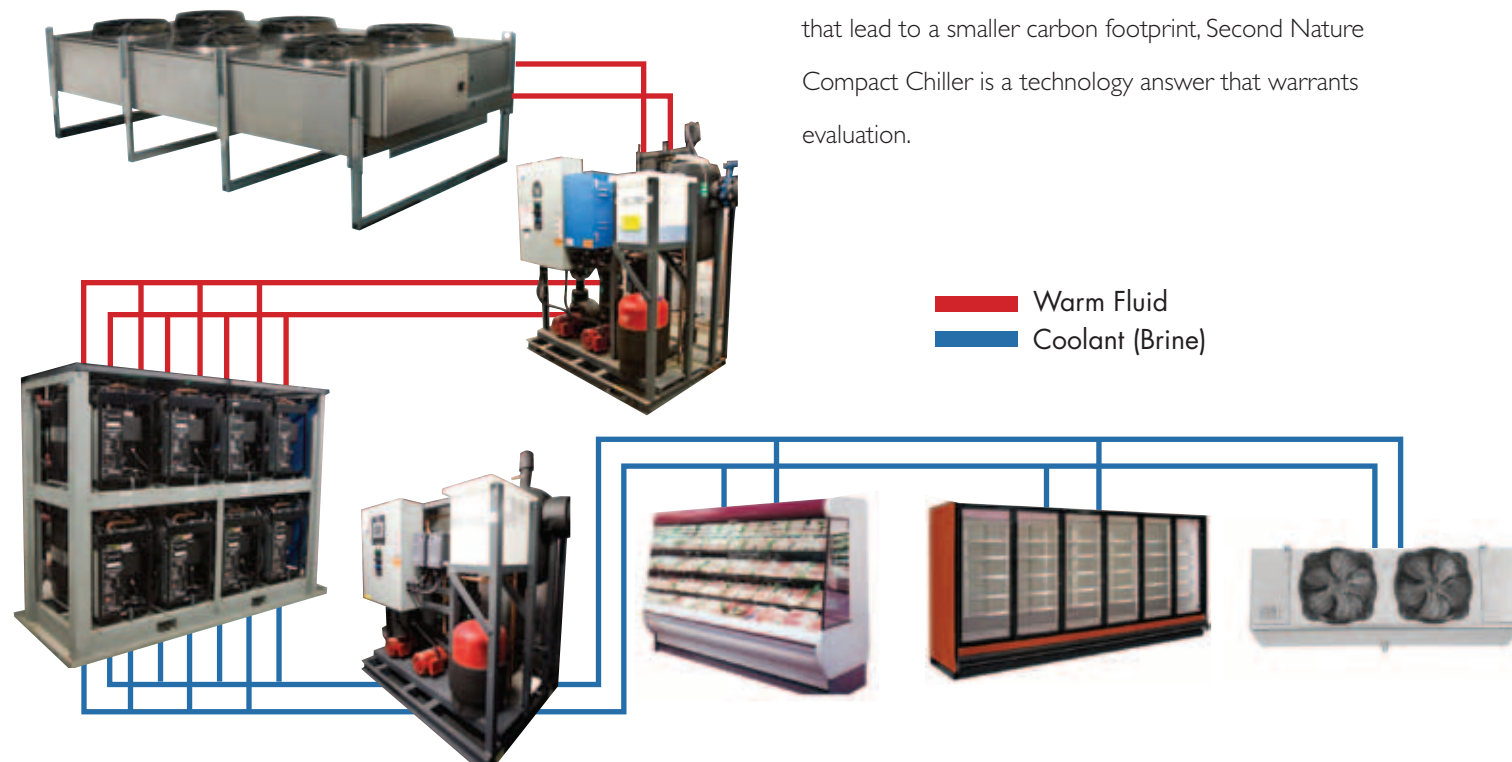 that lead to a smaller carbon footprint, Second Nature
Compact Chiller is a technology answer that warrants
evaluation.
Warm Fluid
Coolant (Brine)